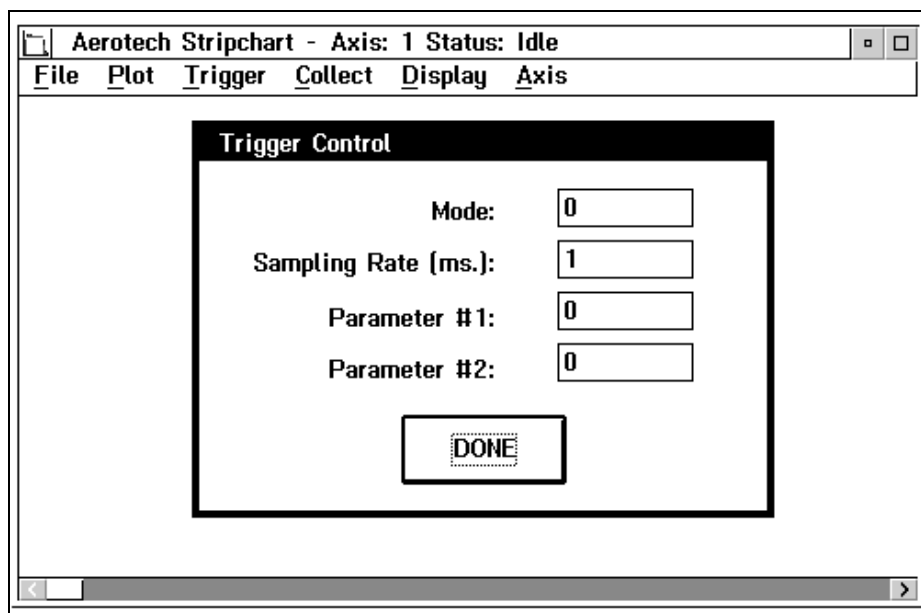 Aerotech Stripchart - Axis: 1 Status: Idle
File Plot Trigger Collect Display Axis
Trigger Control
Mode: 0
Sampling Rate (ms.): 1
Parameter #1: 0
Parameter #2: 0
DONE